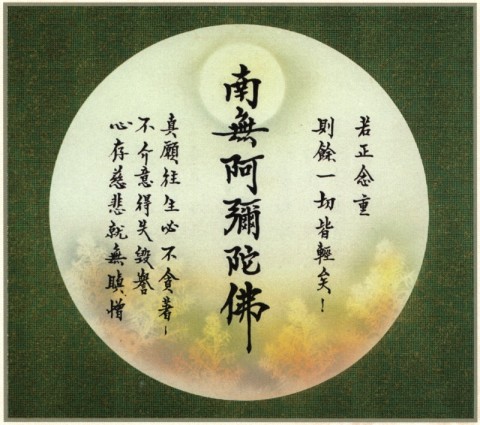 若正念重
則餘一切皆輕矣！
南無阿彌陀佛
真願往生必不貪著！
不介意得失毀譽
心存慈悲就無瞋憎